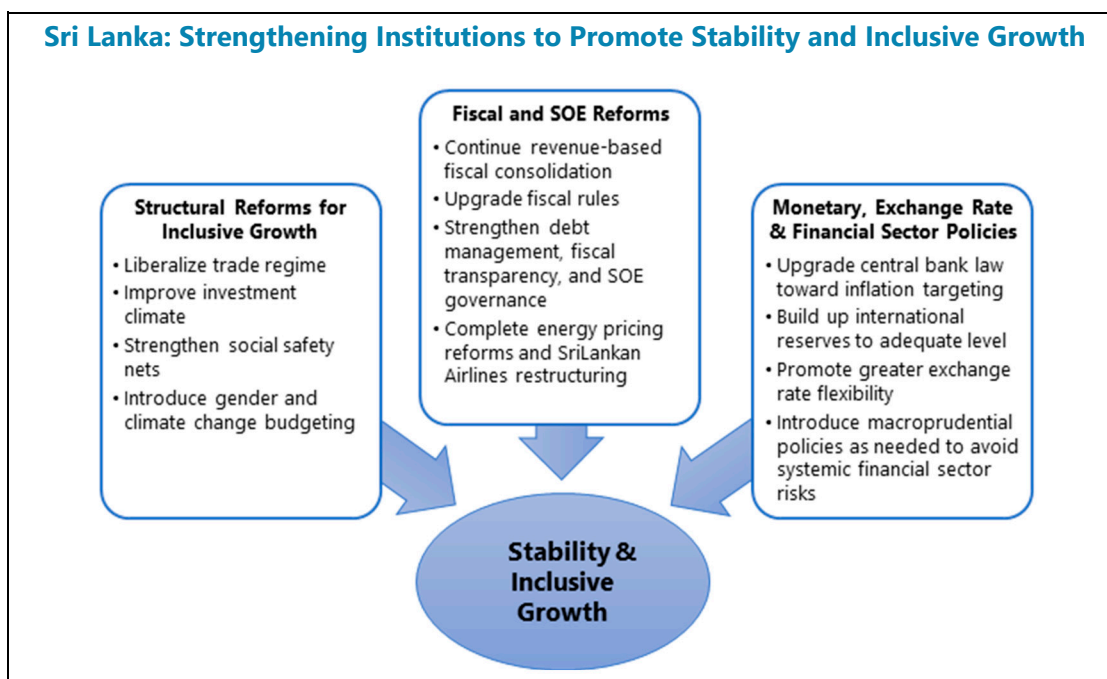 Sri Lanka: Strengthening Institutions to Promote Stability and Inclusive Growth
Structural Reforms for
Inclusive Growth
• Liberalize trade regime
• Improve investment
climate
• Strengthen social safety
nets
• Introduce gender and
climate change budgeting
Fiscal and SOE Reforms
• Continue revenue-based
fiscal consolidation
• Upgrade fiscal rules
• Strengthen debt
management, fiscal
transparency, and SOE
governance
• Complete energy pricing
reforms and SriLankan
Airlines restructuring
Monetary, Exchange Rate
& Financial Sector Policies
• Upgrade central bank law
toward inflation targeting
• Build up international
reserves to adequate level
• Promote greater exchange
rate flexibility
• Introduce macroprudential
policies as needed to avoid
systemic financial sector
risks
Stability &
Inclusive
Growth